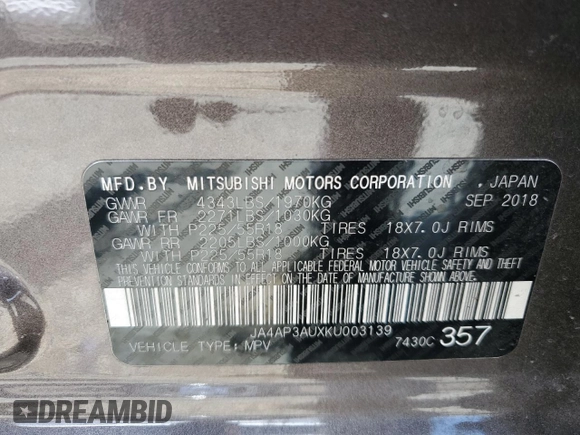 MFD.BY MITSUBISHI MOTORS CORPORATION , JAPAN
GVWR 4343LBS/1970KG SEP 2018
GAWR FR 2271LBS/1030KG
WITH P225/55R18 TIRES 18X7.0J RIMS
GAWR RR 2205LBS/1000KG
WITH P225/55R18 TIRES 18X7.0J RIMS
THIS VEHICLE CONFORMS TO ALL APPLICABLE FEDERAL MOTOR VEHICLE SAFETY AND THEFT
PREVENTION STANDARDS IN EFFECT ON THE DATE OF MANUFACTURE SHOWN ABOVE.
JA4AP3AUXKU003139
VEHICLE TYPE: MPV 7430C 357
DREAMBID